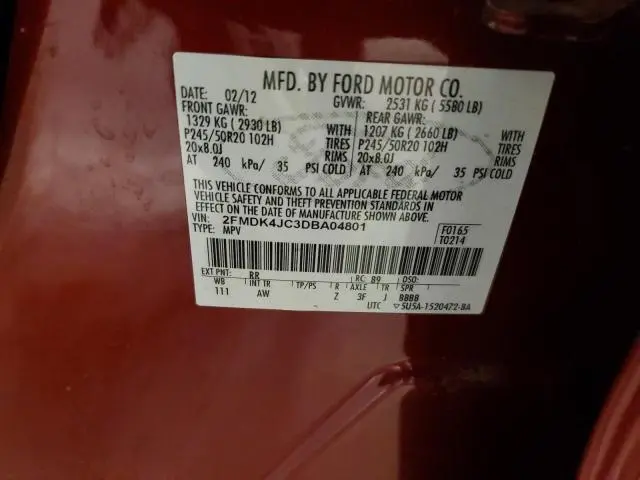 MFD. BY FORD MOTOR CO.
DATE: 02/12 GVWR: 2531 KG ( 5580 LB)
FRONT GAWR: REAR GAWR:
1329 KG ( 2930 LB) WITH 1207 KG ( 2660 LB) WITH
P245/50R20 102H TIRES P245/50R20 102H TIRES
20x8.0J RIMS 20x8.0J RIMS
AT 240 kPa/ 35 PSI COLD AT 240 kPa/ 35 PSI COLD
THIS VEHICLE CONFORMS TO ALL APPLICABLE FEDERAL MOTOR
VEHICLE SAFETY AND THEFT PREVENTION STANDARDS IN EFFECT
ON THE DATE OF MANUFACTURE SHOWN ABOVE.
VIN: 2FMDK4JC3DBA04801 F0165
TYPE: MPV T0214
EXT PNT: RR RC: 89 DSO:
WB INT TR TP/PS R AXLE TR SPR
111 AW Z 3F J BBBB
UTC ▽5U5A-1520472-BA